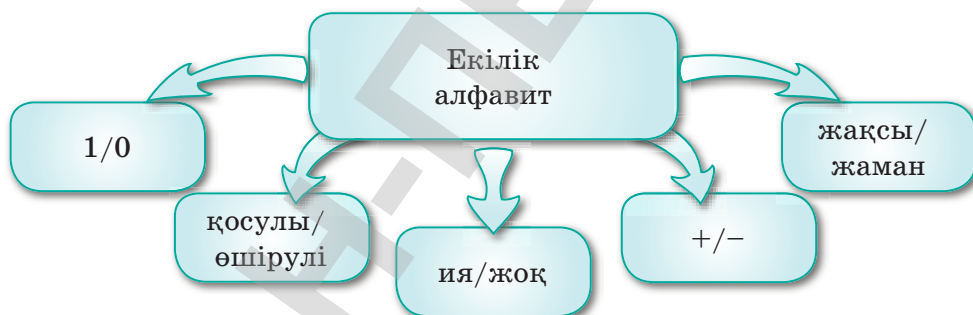 Екілік
алфавит
1/0
қосулы/
өшірулі
ия/жоқ
+/−
жақсы/
жаман